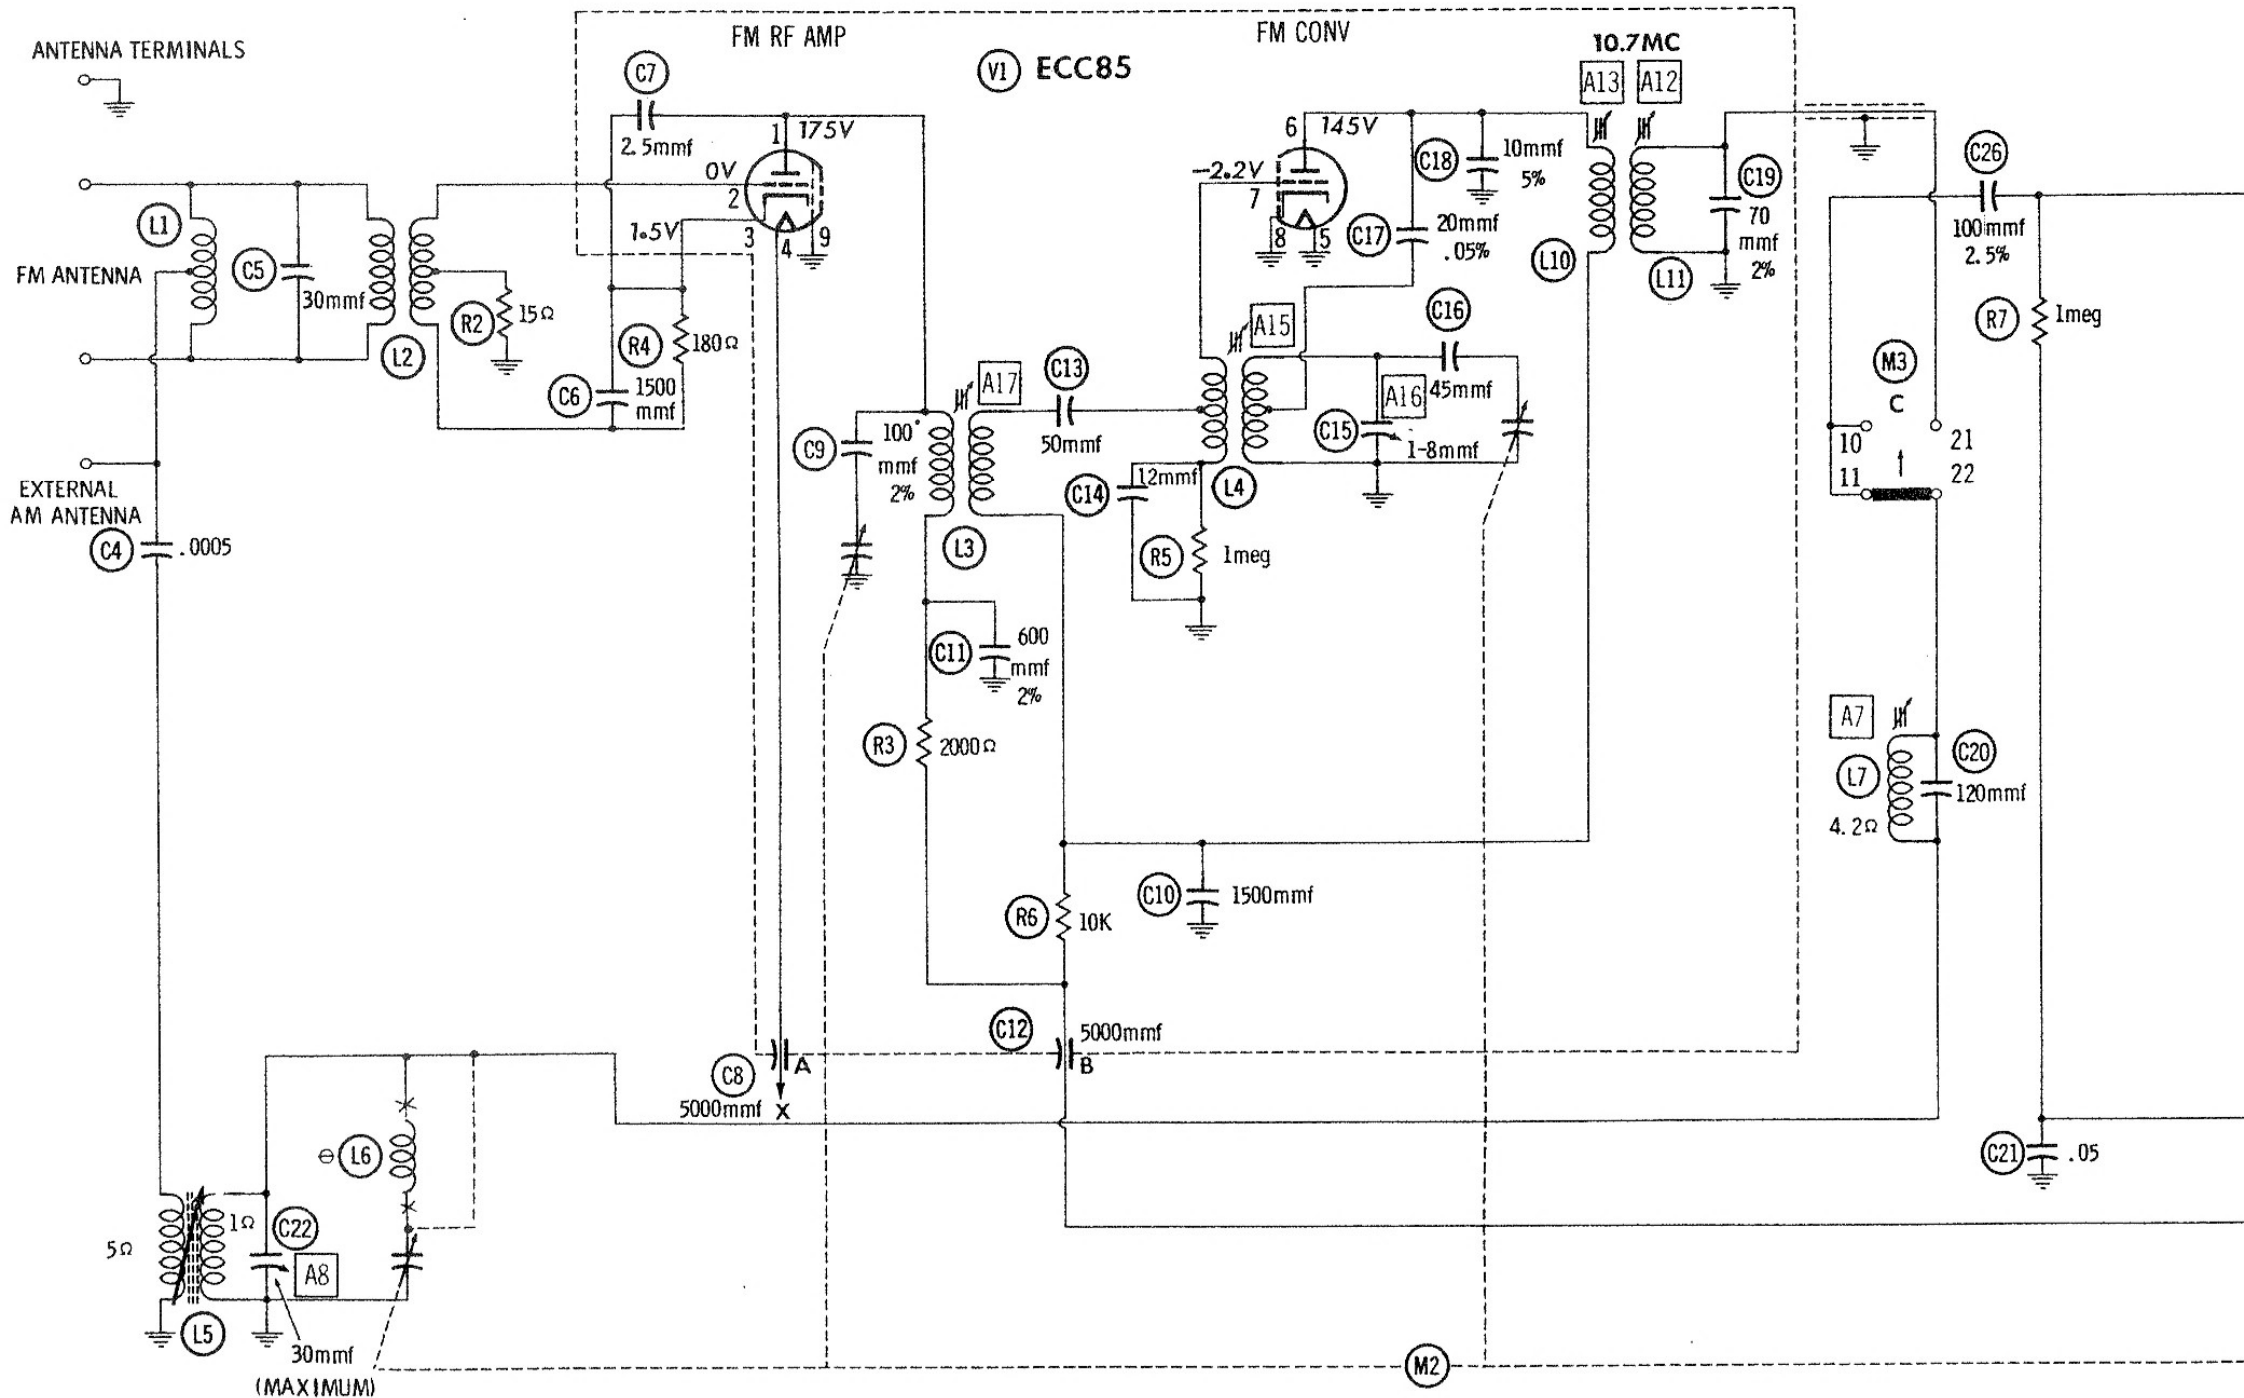 ANTENNA TERMINALS
FM RF AMP
FM CONV
V1 ECC85
10.7MC
A13
A12
C7
2.5mmf
1
175V
0V
2
1.5V
3
4
9
6
145V
-2.2V
7
8
5
C18
10mmf
5%
C17
20mmf
.05%
L10
L11
C19
70
mmf
2%
C26
100mmf
2.5%
R7
1meg
L1
FM ANTENNA
C5
30mmf
L2
R2
15Ω
R4
180Ω
C6
1500
mmf
EXTERNAL
AM ANTENNA
C4
.0005
C9
100
mmf
2%
A17
L3
C13
50mmf
C14
12mmf
L4
A15
C16
45mmf
A16
C15
1-8mmf
R5
1meg
M3
C
10
21
11
22
C11
600
mmf
2%
R3
2000Ω
R6
10K
C10
1500mmf
A7
L7
4.2Ω
C20
120mmf
C12
5000mmf
B
C8
A
5000mmf
X
C21
.05
L6
5Ω
1Ω
C22
A8
L5
30mmf
(MAXIMUM)
M2